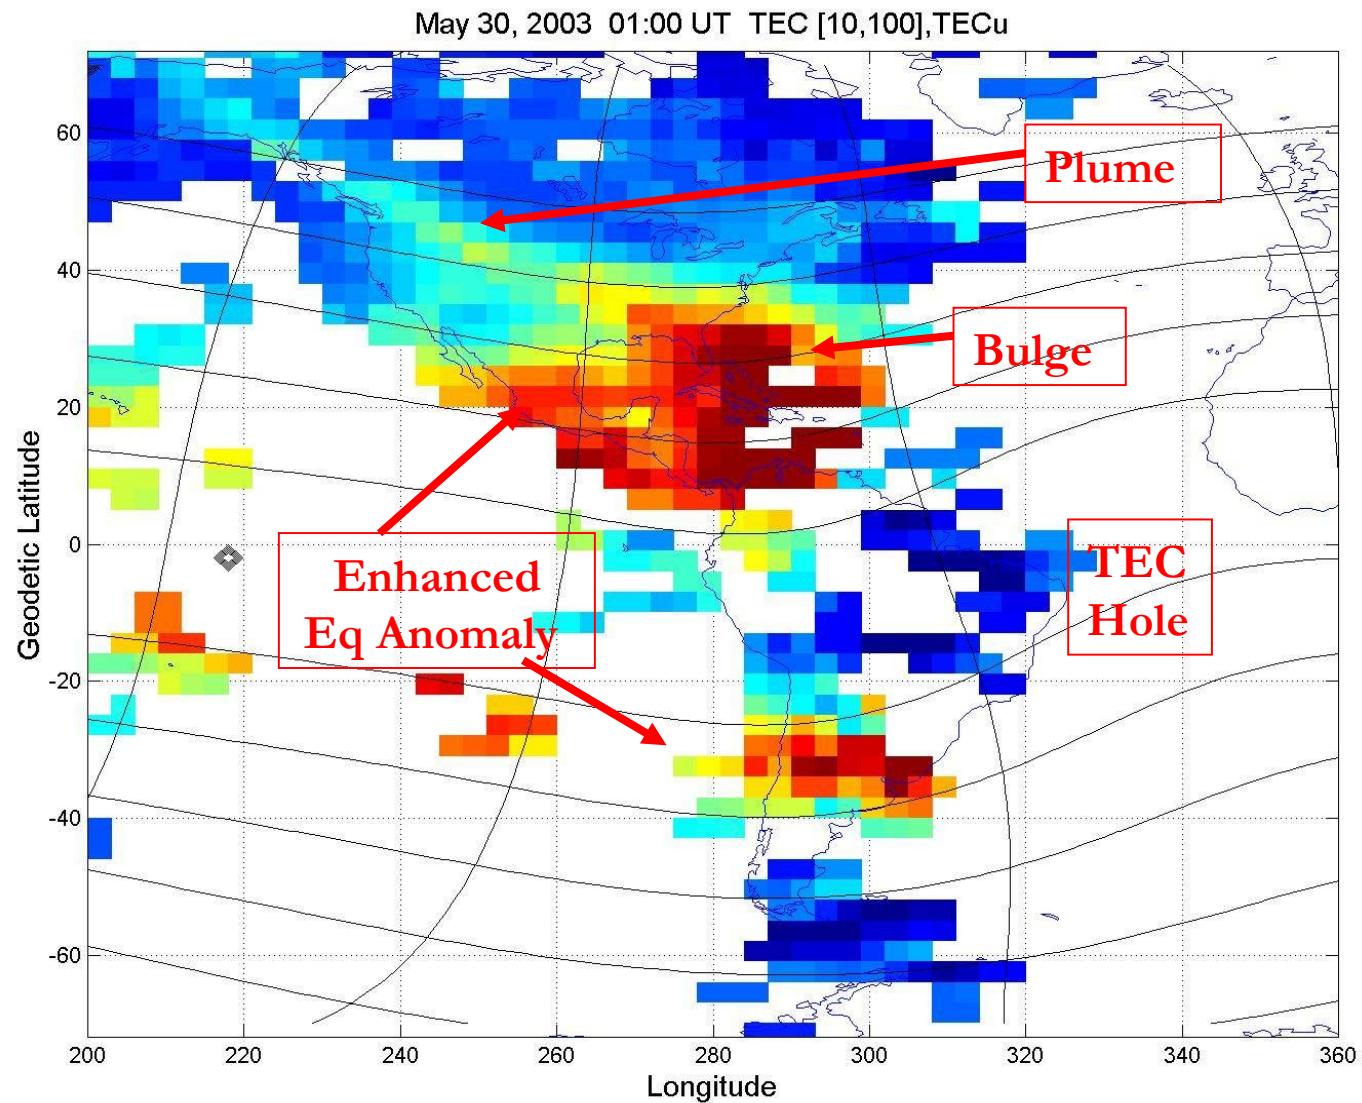 May 30, 2003 01:00 UT TEC [10,100],TECu
Plume
Bulge
Enhanced
Eq Anomaly
TEC
Hole
Geodetic Latitude
60
40
20
0
-20
-40
-60
200 220 240 260 280 300 320 340 360
Longitude